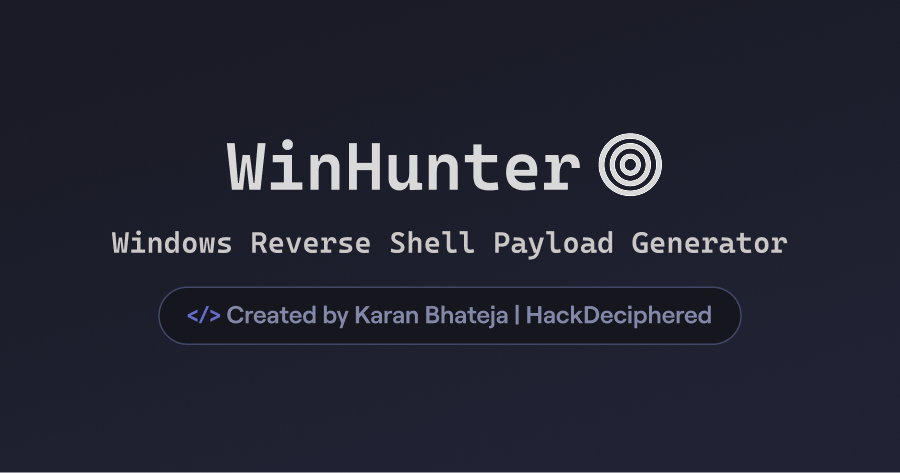 WinHunter
Windows Reverse Shell Payload Generator
</> Created by Karan Bhateja | HackDeciphered